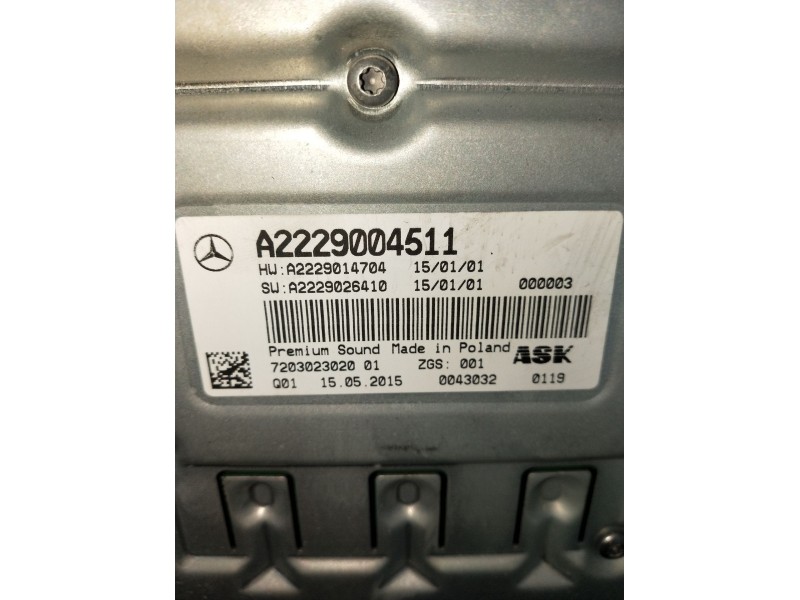 A2229004511
HW:A2229014704 15/01/01
SW:A2229026410 15/01/01 000003
Premium Sound Made in Poland ASK
7203023020 01 ZGS: 001
Q01 15.05.2015 0043032 0119